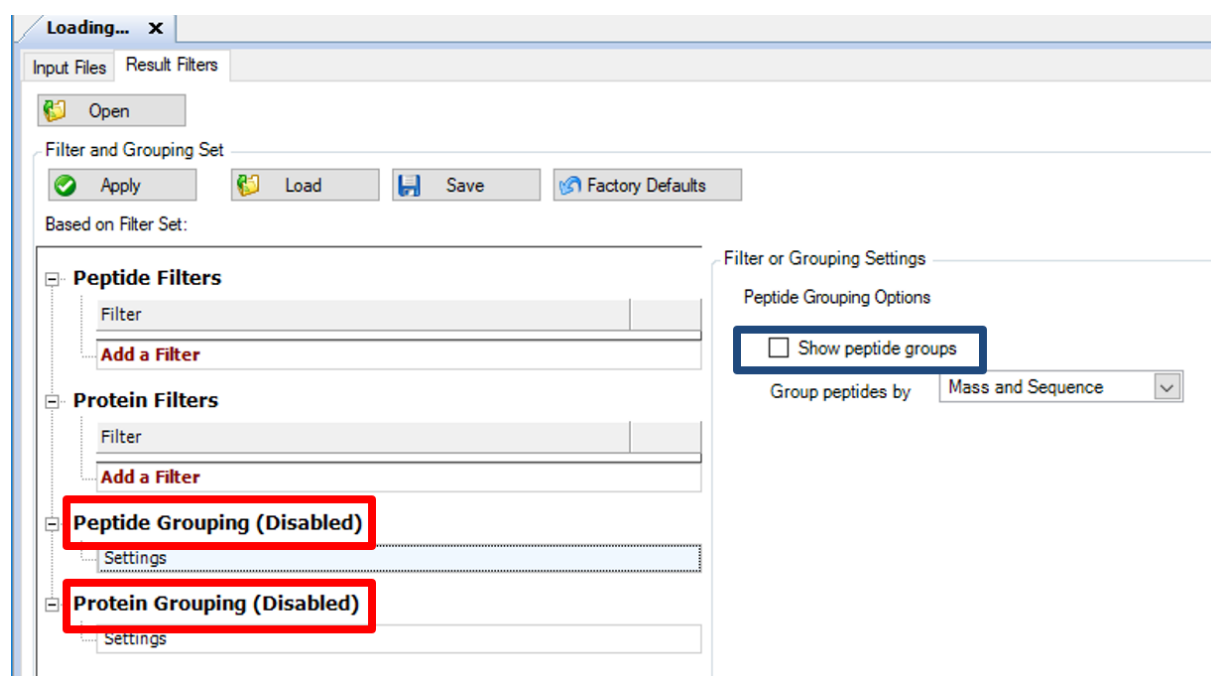 Loading... x
Input Files Result Filters
Open
Filter and Grouping Set
Apply Load Save Factory Defaults
Based on Filter Set:
Peptide Filters
Filter
Add a Filter
Protein Filters
Filter
Add a Filter
Peptide Grouping (Disabled)
Settings
Protein Grouping (Disabled)
Settings
Filter or Grouping Settings
Peptide Grouping Options
Show peptide groups
Group peptides by Mass and Sequence